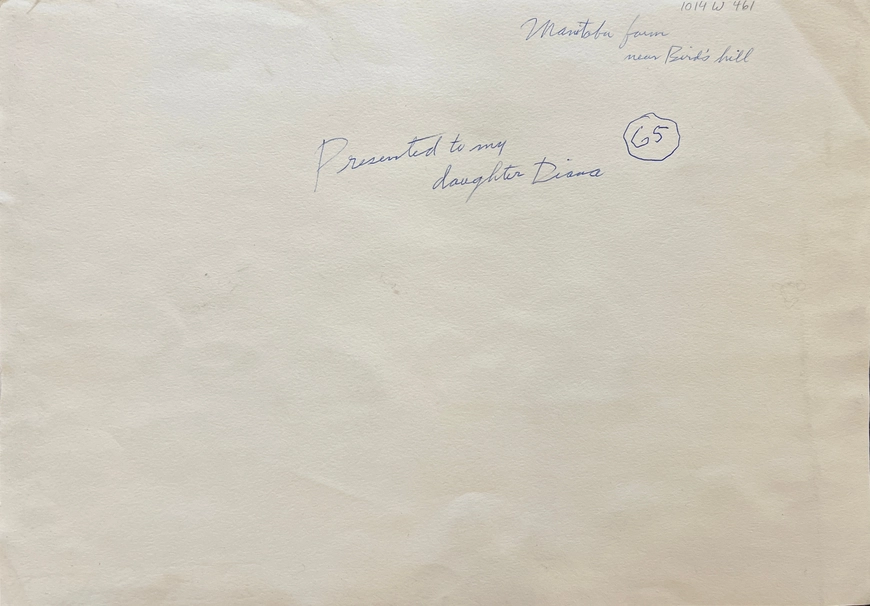 1014 W 461
Manitoba farm
near Bird's hill
Presented to my
daughter Diana
65